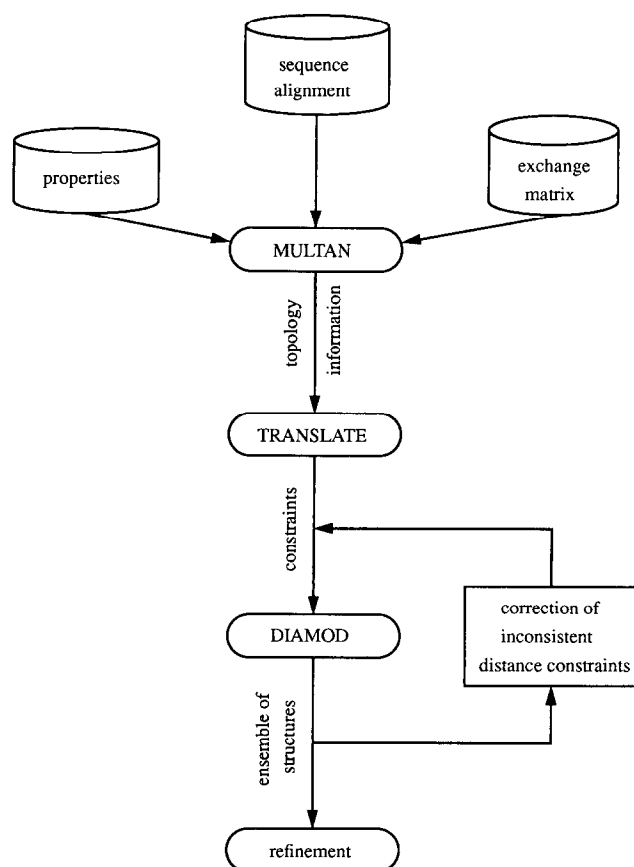 sequence
alignment
properties
exchange
matrix
MULTAN
topology
information
TRANSLATE
constraints
DIAMOD
correction of
inconsistent
distance constraints
ensemble of
structures
refinement